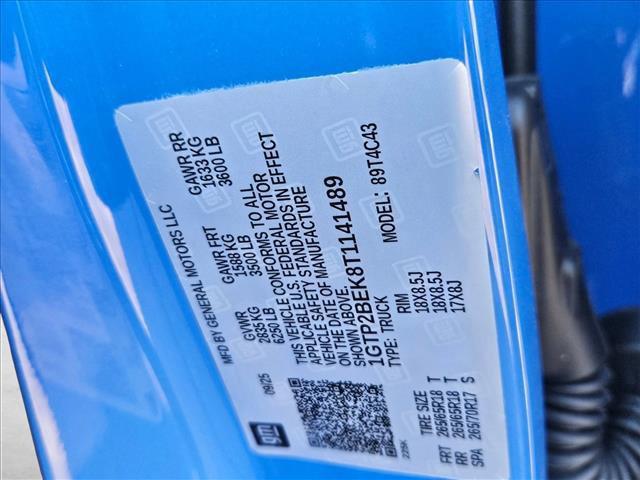 MFD BY GENERAL MOTORS LLC
09/25
GVWR GAWR FRT GAWR RR
2835 KG 1588 KG 1633 KG
6250 LB 3500 LB 3600 LB
THIS VEHICLE CONFORMS TO ALL
APPLICABLE U.S. FEDERAL MOTOR
VEHICLE SAFETY STANDARDS IN EFFECT
ON THE DATE OF MANUFACTURE
SHOWN ABOVE.
1GTP2BEK8T1141489
TYPE: TRUCK MODEL: 89T4C43
TIRE SIZE RIM
FRT 265/65R18 T 18X8.5J
RR 265/65R18 T 18X8.5J
SPA 265/70R17 S 17X8J
gm